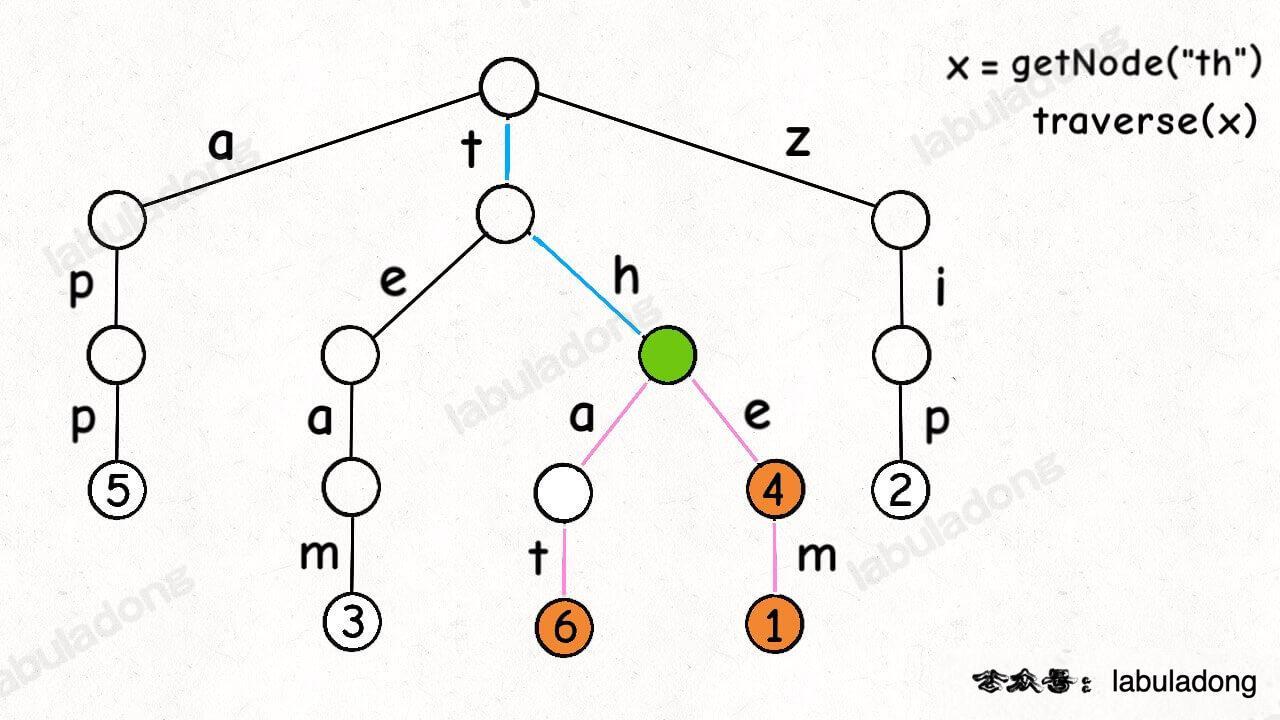 x = getNode("th")
traverse(x)
a
t
z
p
e
h
i
p
a
a
e
p
5
4
2
m
t
m
3
6
1
labuladong
labuladong
labuladong
labuladong
labuladong
公众号：labuladong